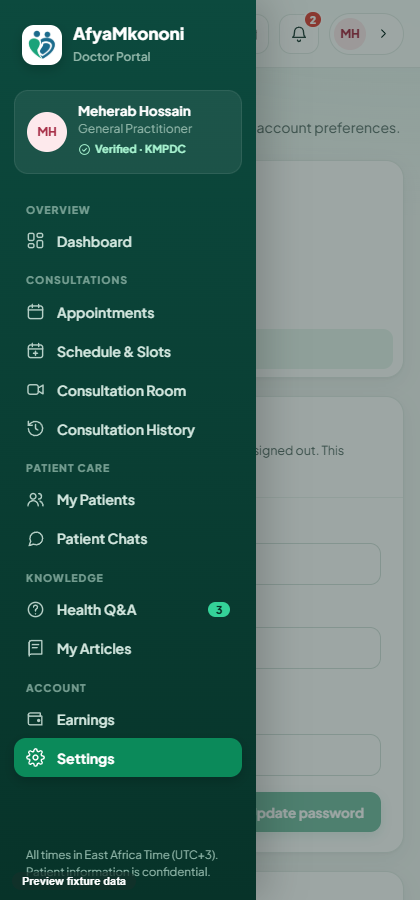 AfyaMkononi
Doctor Portal
2
MH
MH
Meherab Hossain
General Practitioner
Verified · KMPDC
account preferences.
OVERVIEW
Dashboard
CONSULTATIONS
Appointments
Schedule & Slots
Consultation Room
Consultation History
signed out. This
PATIENT CARE
My Patients
Patient Chats
KNOWLEDGE
Health Q&A
3
My Articles
ACCOUNT
Earnings
Settings
pdate password
All times in East Africa Time (UTC+3).
Patient information is confidential.
Preview fixture data